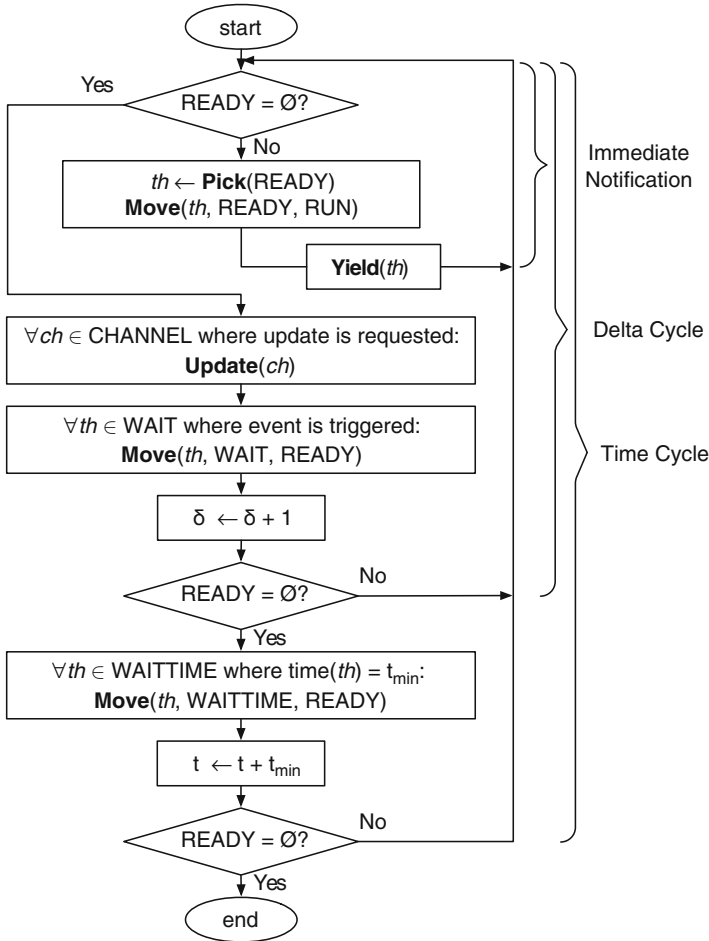 start
Yes
READY = Ø?
No
th ← Pick(READY)
Move(th, READY, RUN)
Immediate
Notification
Yield(th)
∀ch ∈ CHANNEL where update is requested:
Update(ch)
Delta Cycle
∀th ∈ WAIT where event is triggered:
Move(th, WAIT, READY)
Time Cycle
δ ← δ + 1
READY = Ø?
No
Yes
∀th ∈ WAITTIME where time(th) = tmin:
Move(th, WAITTIME, READY)
t ← t + tmin
READY = Ø?
No
Yes
end